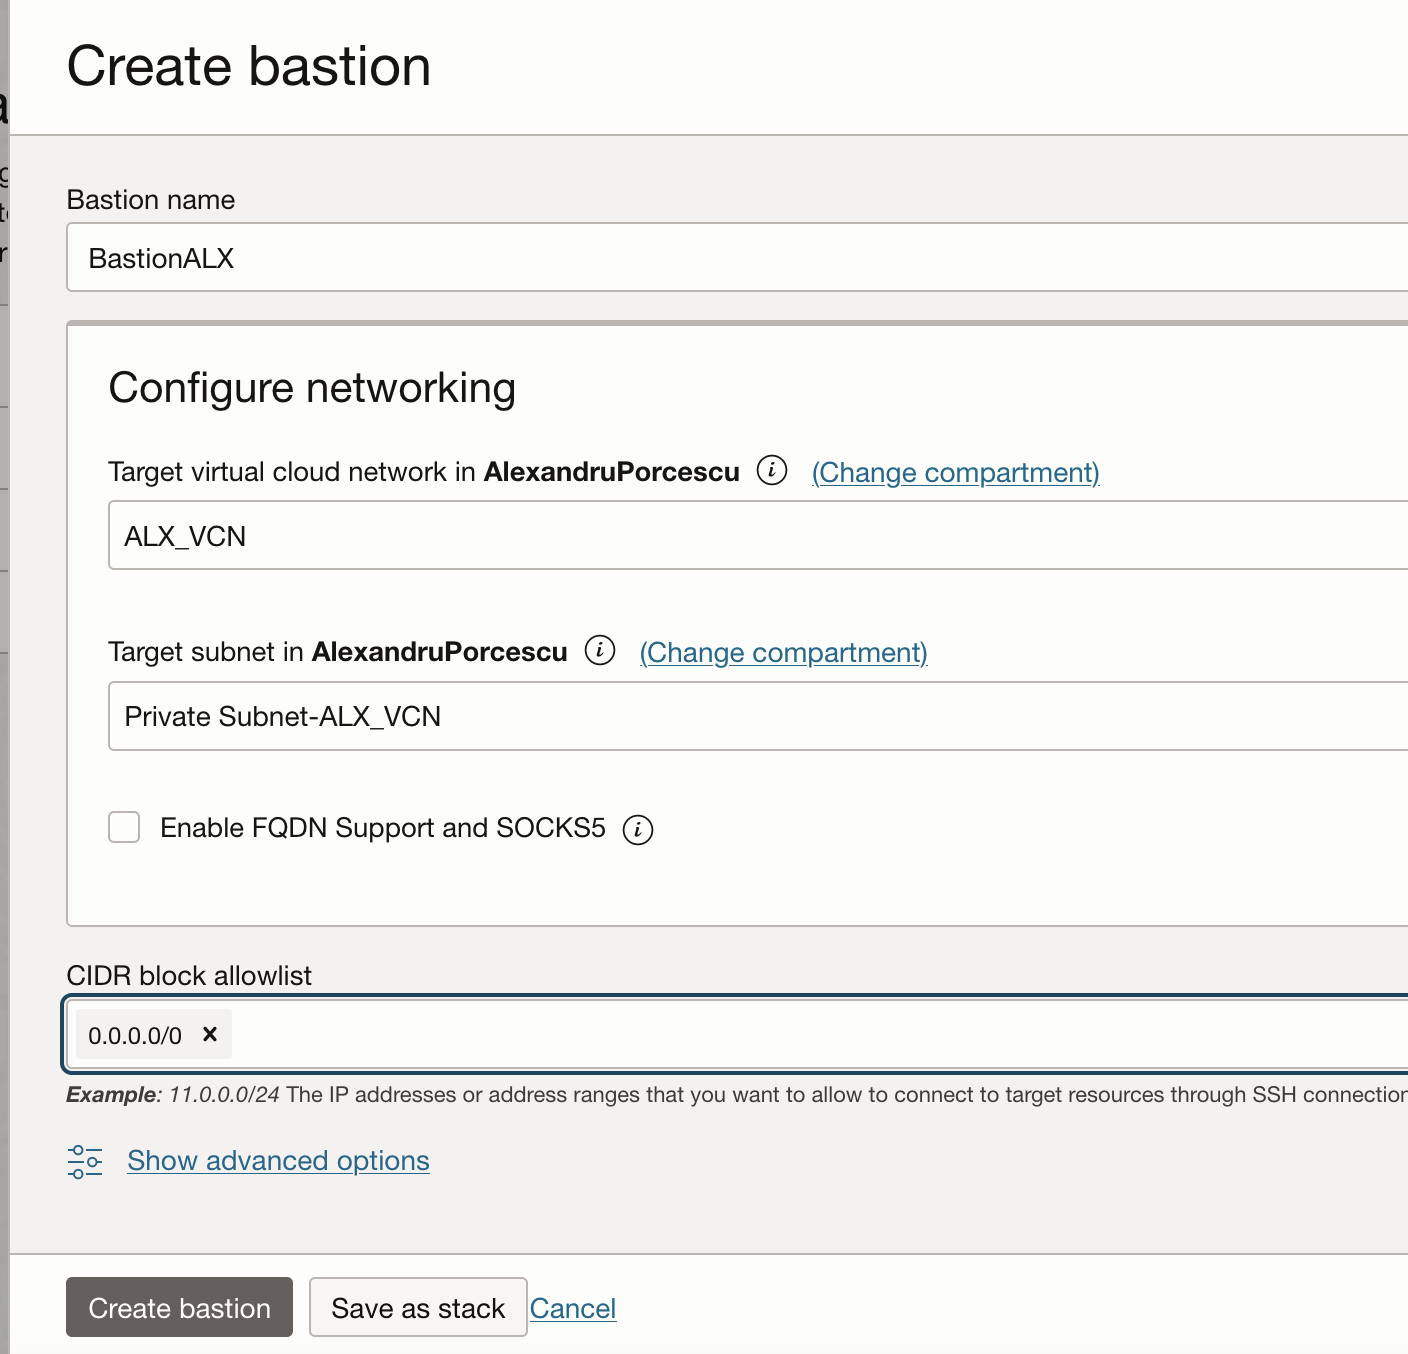 Create bastion
Bastion name
BastionALX
Configure networking
Target virtual cloud network in AlexandruPorcescu (Change compartment)
ALX_VCN
Target subnet in AlexandruPorcescu (Change compartment)
Private Subnet-ALX_VCN
Enable FQDN Support and SOCKS5
CIDR block allowlist
0.0.0.0/0
Example: 11.0.0.0/24 The IP addresses or address ranges that you want to allow to connect to target resources through SSH connection
Show advanced options
Create bastion
Save as stack
Cancel